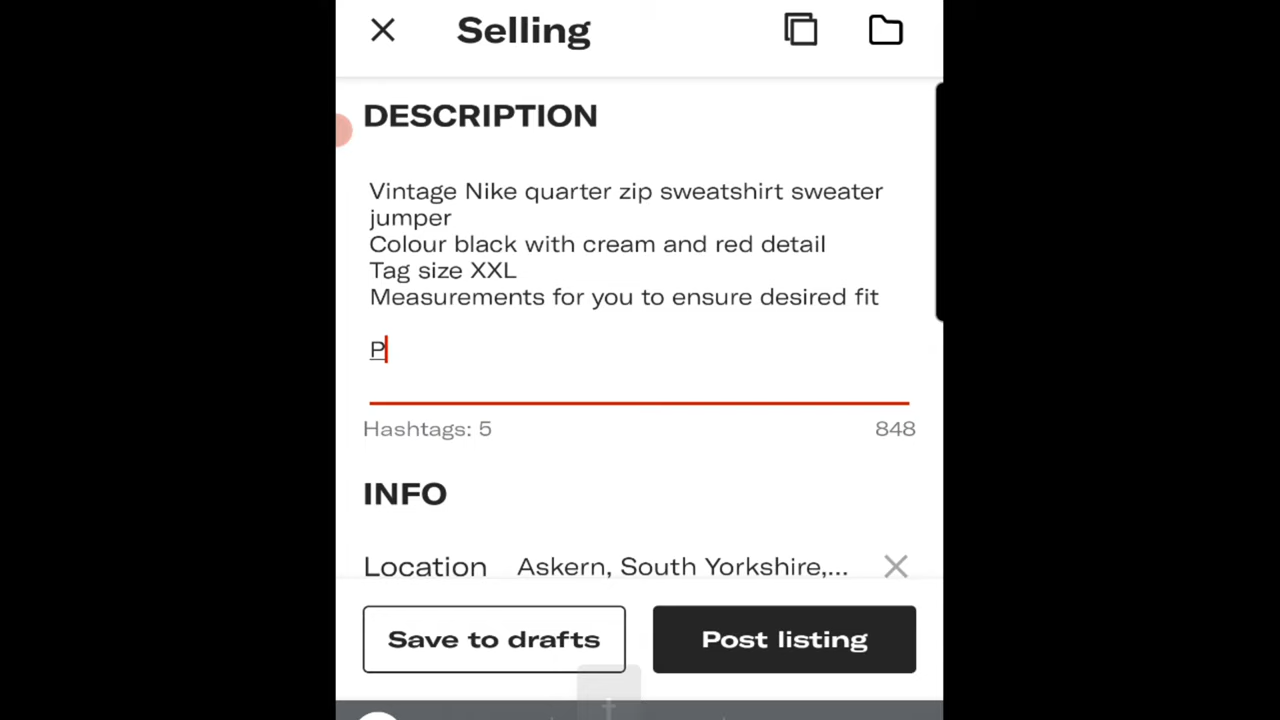 Selling
DESCRIPTION
Vintage Nike quarter zip sweatshirt sweater
jumper
Colour black with cream and red detail
Tag size XXL
Measurements for you to ensure desired fit
P
Hashtags: 5 848
INFO
Location Askern, South Yorkshire,...
Save to drafts Post listing